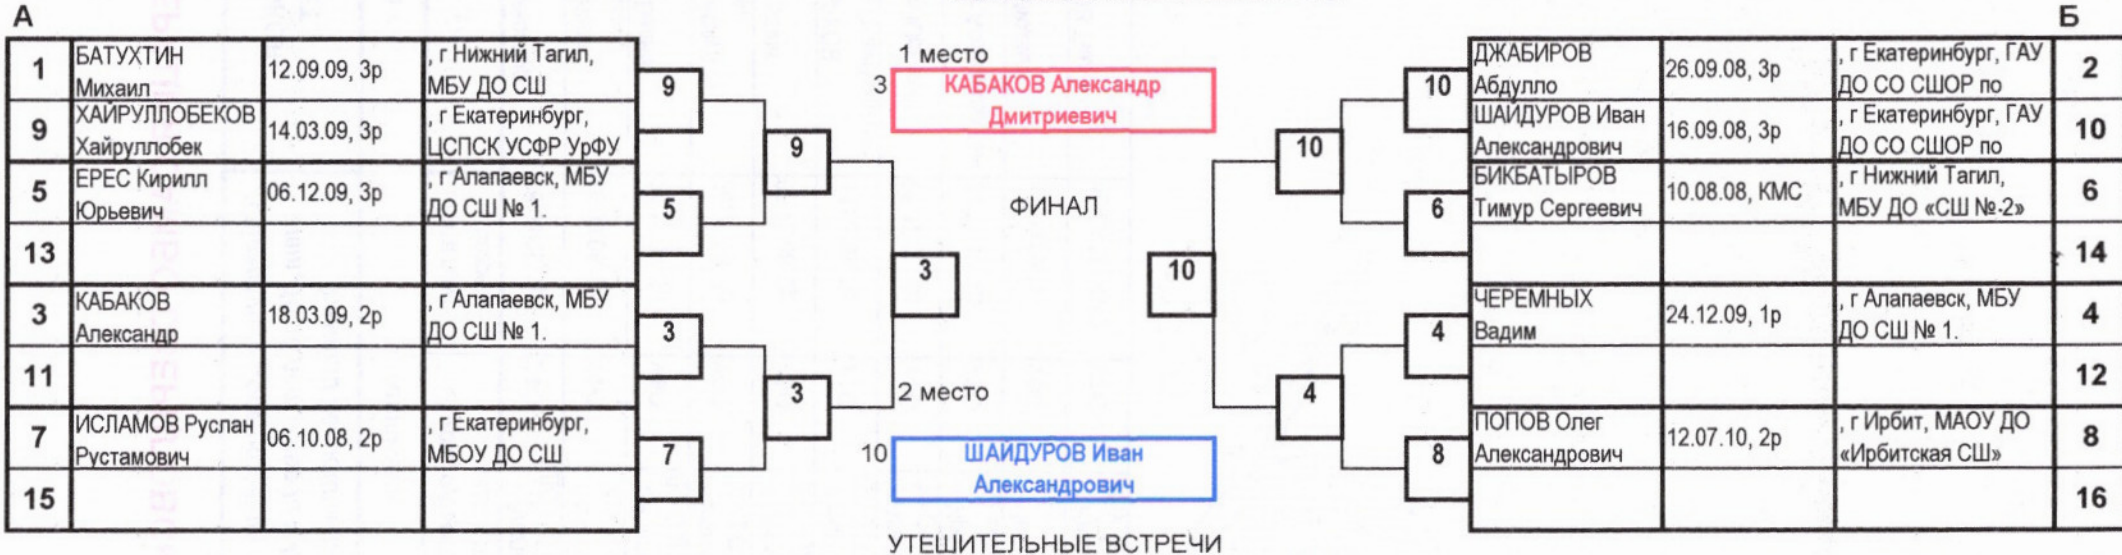 А
Б
1 БАТУХТИН Михаил 12.09.09, 3р , г Нижний Тагил, МБУ ДО СШ
9 ХАЙРУЛЛОБЕКОВ Хайруллобек 14.03.09, 3р , г Екатеринбург, ЦСПСК УСФР УрФУ
5 ЕРЕС Кирилл Юрьевич 06.12.09, 3р , г Алапаевск, МБУ ДО СШ № 1.
13
3 КАБАКОВ Александр 18.03.09, 2р , г Алапаевск, МБУ ДО СШ № 1.
11
7 ИСЛАМОВ Руслан Рустамович 06.10.08, 2р , г Екатеринбург, МБОУ ДО СШ
15
9
5
3
7
9
3
3
1 место
3 КАБАКОВ Александр
Дмитриевич
ФИНАЛ
2 место
10 ШАЙДУРОВ Иван
Александрович
УТЕШИТЕЛЬНЫЕ ВСТРЕЧИ
10
10
4
10
6
4
8
ДЖАБИРОВ Абдулло 26.09.08, 3р , г Екатеринбург, ГАУ ДО СО СШОР по 2
ШАЙДУРОВ Иван Александрович 16.09.08, 3р , г Екатеринбург, ГАУ ДО СО СШОР по 10
БИКБАТЫРОВ Тимур Сергеевич 10.08.08, КМС , г Нижний Тагил, МБУ ДО «СШ №2» 6
14
ЧЕРЕМНЫХ Вадим 24.12.09, 1р , г Алапаевск, МБУ ДО СШ № 1. 4
12
ПОПОВ Олег Александрович 12.07.10, 2р , г Ирбит, МАОУ ДО «Ирбитская СШ» 8
16